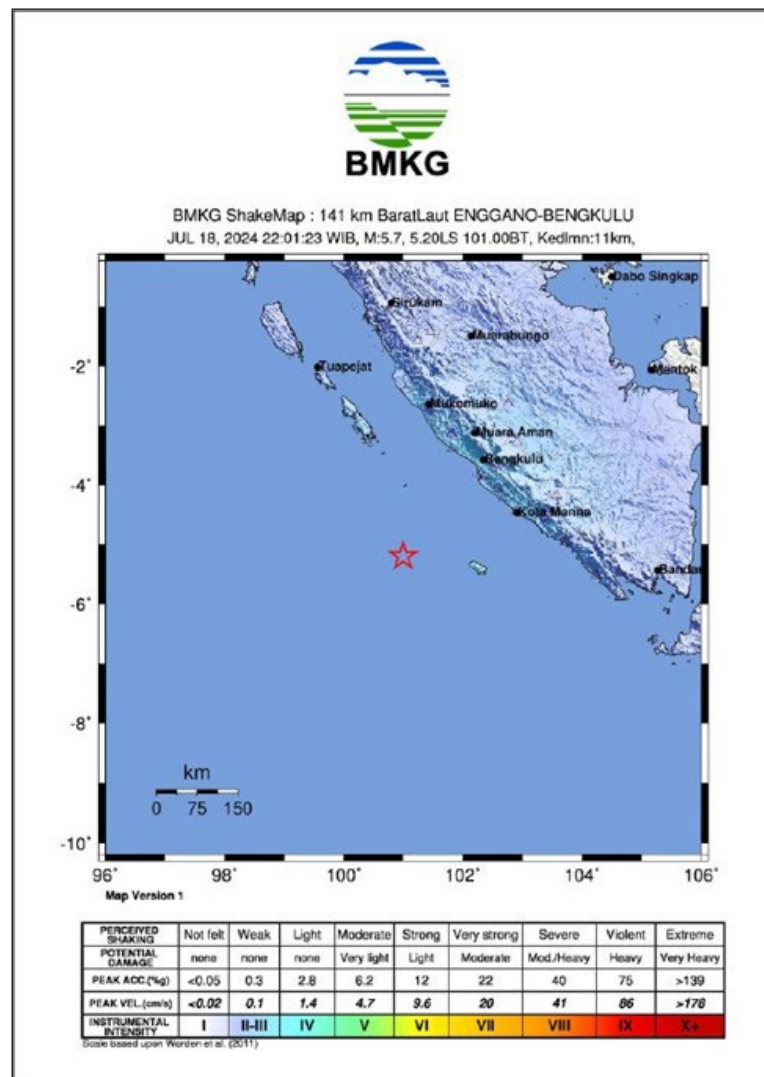 BMKG
BMKG ShakeMap : 141 km BaratLaut ENGGANO-BENGKULU
JUL 18, 2024 22:01:23 WIB, M:5.7, 5.20LS 101.00BT, Kedlmn:11km,
Dabo Singkap
Sirukam
Muarabungo
Tuapejat
Mentok
Mukomuko
Muara Aman
Bengkulu
Kota Manna
Bandar
-2°
-4°
-6°
-8°
-10°
km
0 75 150
96° 98° 100° 102° 104° 106°
Map Version 1
PERCEIVED SHAKING Not felt Weak Light Moderate Strong Very strong Severe Violent Extreme
POTENTIAL DAMAGE none none none Very light Light Moderate Mod./Heavy Heavy Very Heavy
PEAK ACC.(%g) <0.05 0.3 2.8 6.2 12 22 40 75 >139
PEAK VEL.(cm/s) <0.02 0.1 1.4 4.7 9.6 20 41 86 >178
INSTRUMENTAL INTENSITY I II-III IV V VI VII VIII IX X+
Scale based upon Worden et al. (2011)